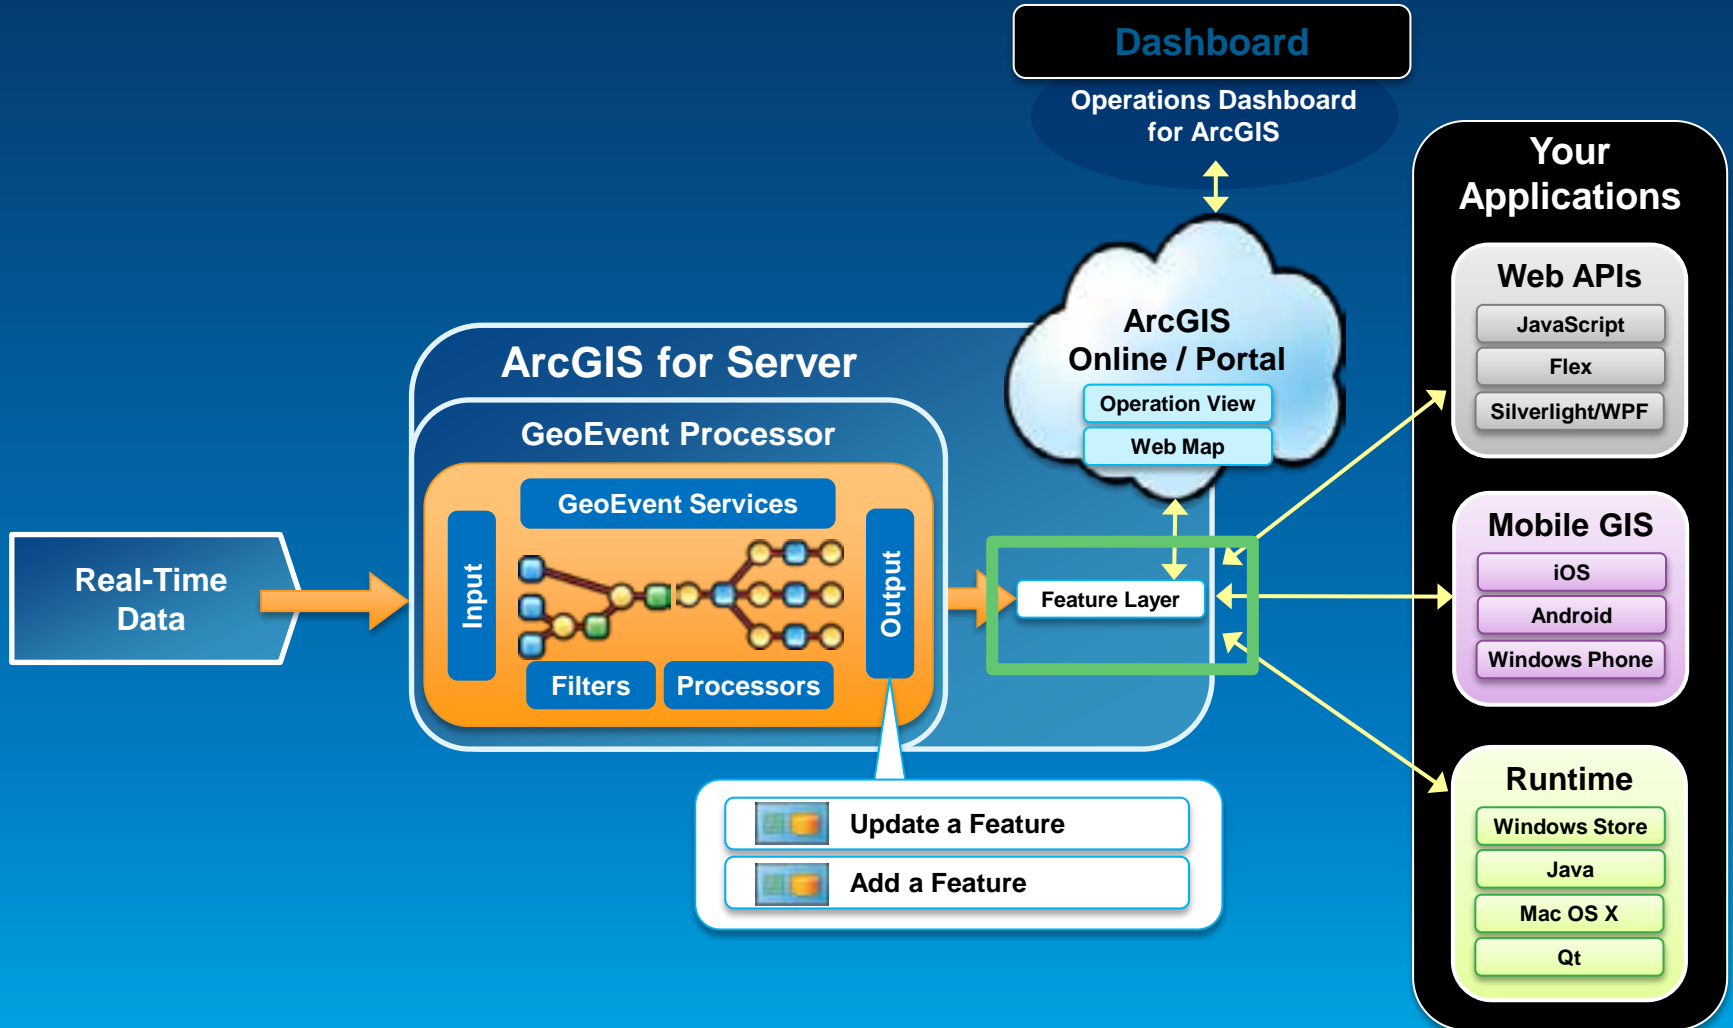 Dashboard
Operations Dashboard
for ArcGIS
Your
Applications
Web APIs
JavaScript
Flex
Silverlight/WPF
Mobile GIS
iOS
Android
Windows Phone
Runtime
Windows Store
Java
Mac OS X
Qt
ArcGIS
Online / Portal
Operation View
Web Map
ArcGIS for Server
GeoEvent Processor
GeoEvent Services
Input
Output
Filters
Processors
Real-Time
Data
Feature Layer
Update a Feature
Add a Feature